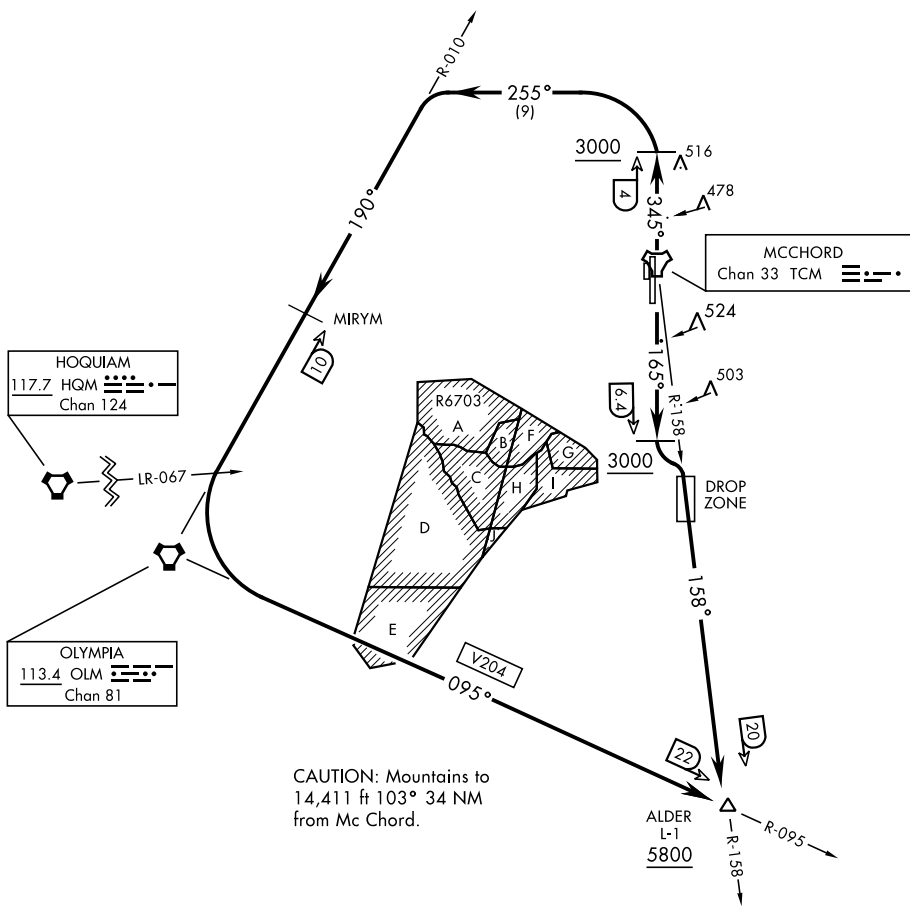 R-010
255°
(9)
3000
516
4
478
345°
190°
MCCHORD
Chan 33 TCM
MIRYM
10
524
165°
HOQUIAM
117.7 HQM
Chan 124
R6703
A
B
F
G
6.4
503
R-158
3000
C
H
I
LR-067
DROP
ZONE
D
J
158°
E
OLYMPIA
113.4 OLM
Chan 81
V204
095°
20
22
CAUTION: Mountains to
14,411 ft 103° 34 NM
from Mc Chord.
ALDER
L-1
5800
R-095
R-158